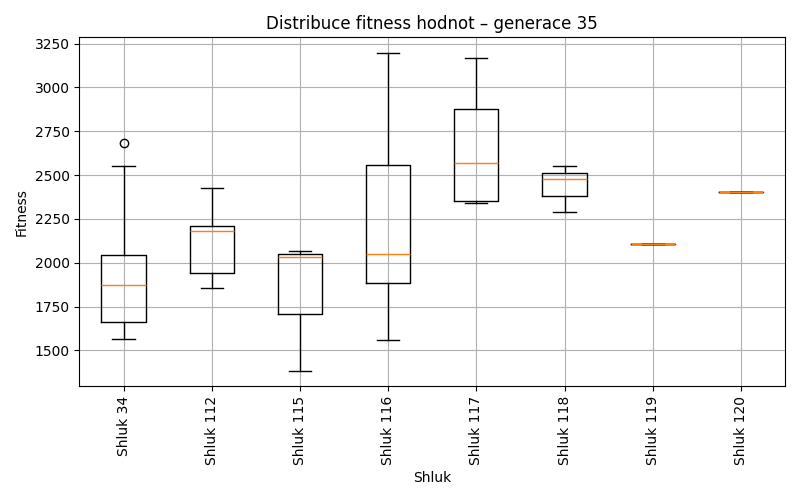 Distribuce fitness hodnot – generace 35
Fitness
3250
3000
2750
2500
2250
2000
1750
1500
Shluk 34
Shluk 112
Shluk 115
Shluk 116
Shluk 117
Shluk 118
Shluk 119
Shluk 120
Shluk